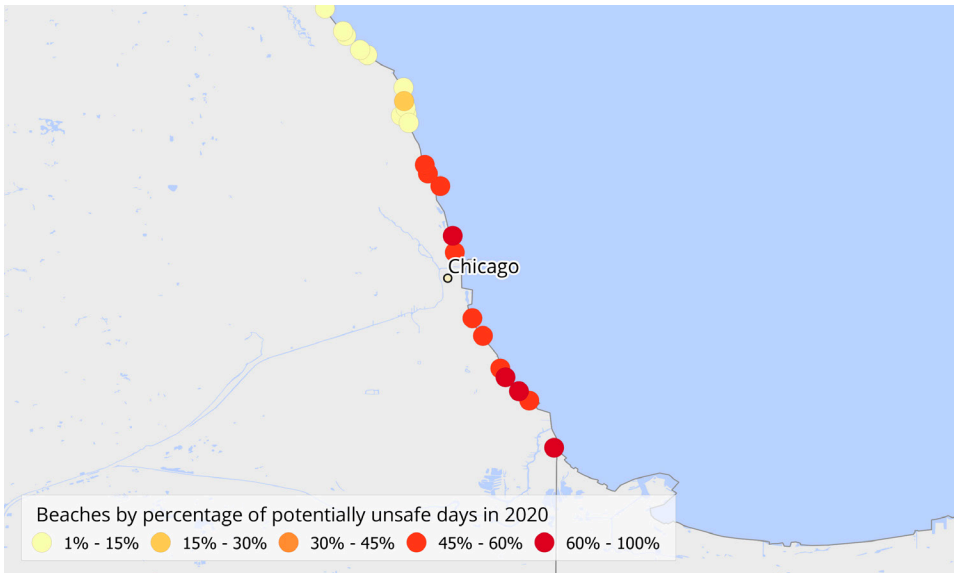 Chicago
Beaches by percentage of potentially unsafe days in 2020
1% - 15% 15% - 30% 30% - 45% 45% - 60% 60% - 100%